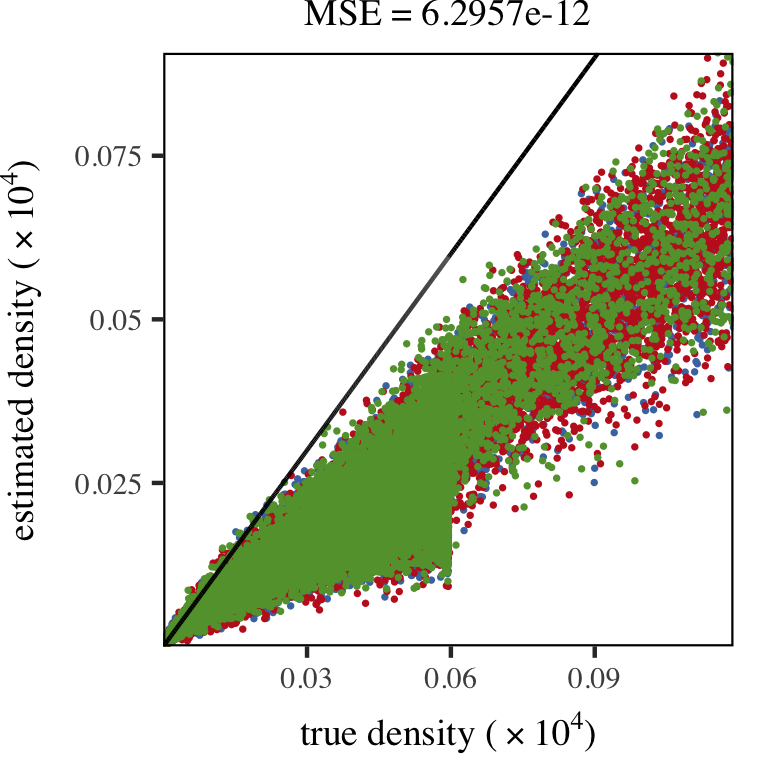 MSE = 6.2957e-12
estimated density ( × 10⁴)
0.075
0.05
0.025
0.03 0.06 0.09
true density ( × 10⁴)